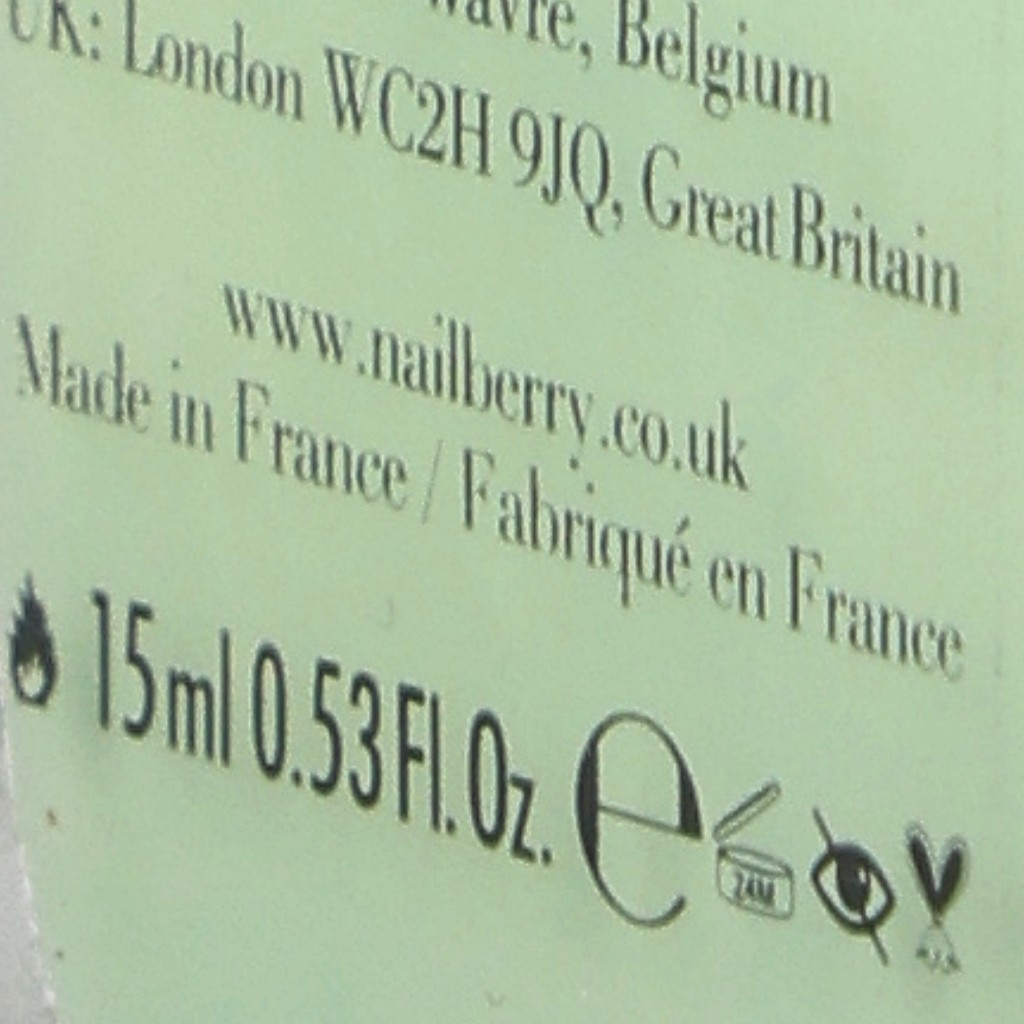 Wavre, Belgium
UK: London WC2H 9JQ, Great Britain
www.nailberry.co.uk
Made in France / Fabriqué en France
15ml 0.53 Fl. Oz. e 24M